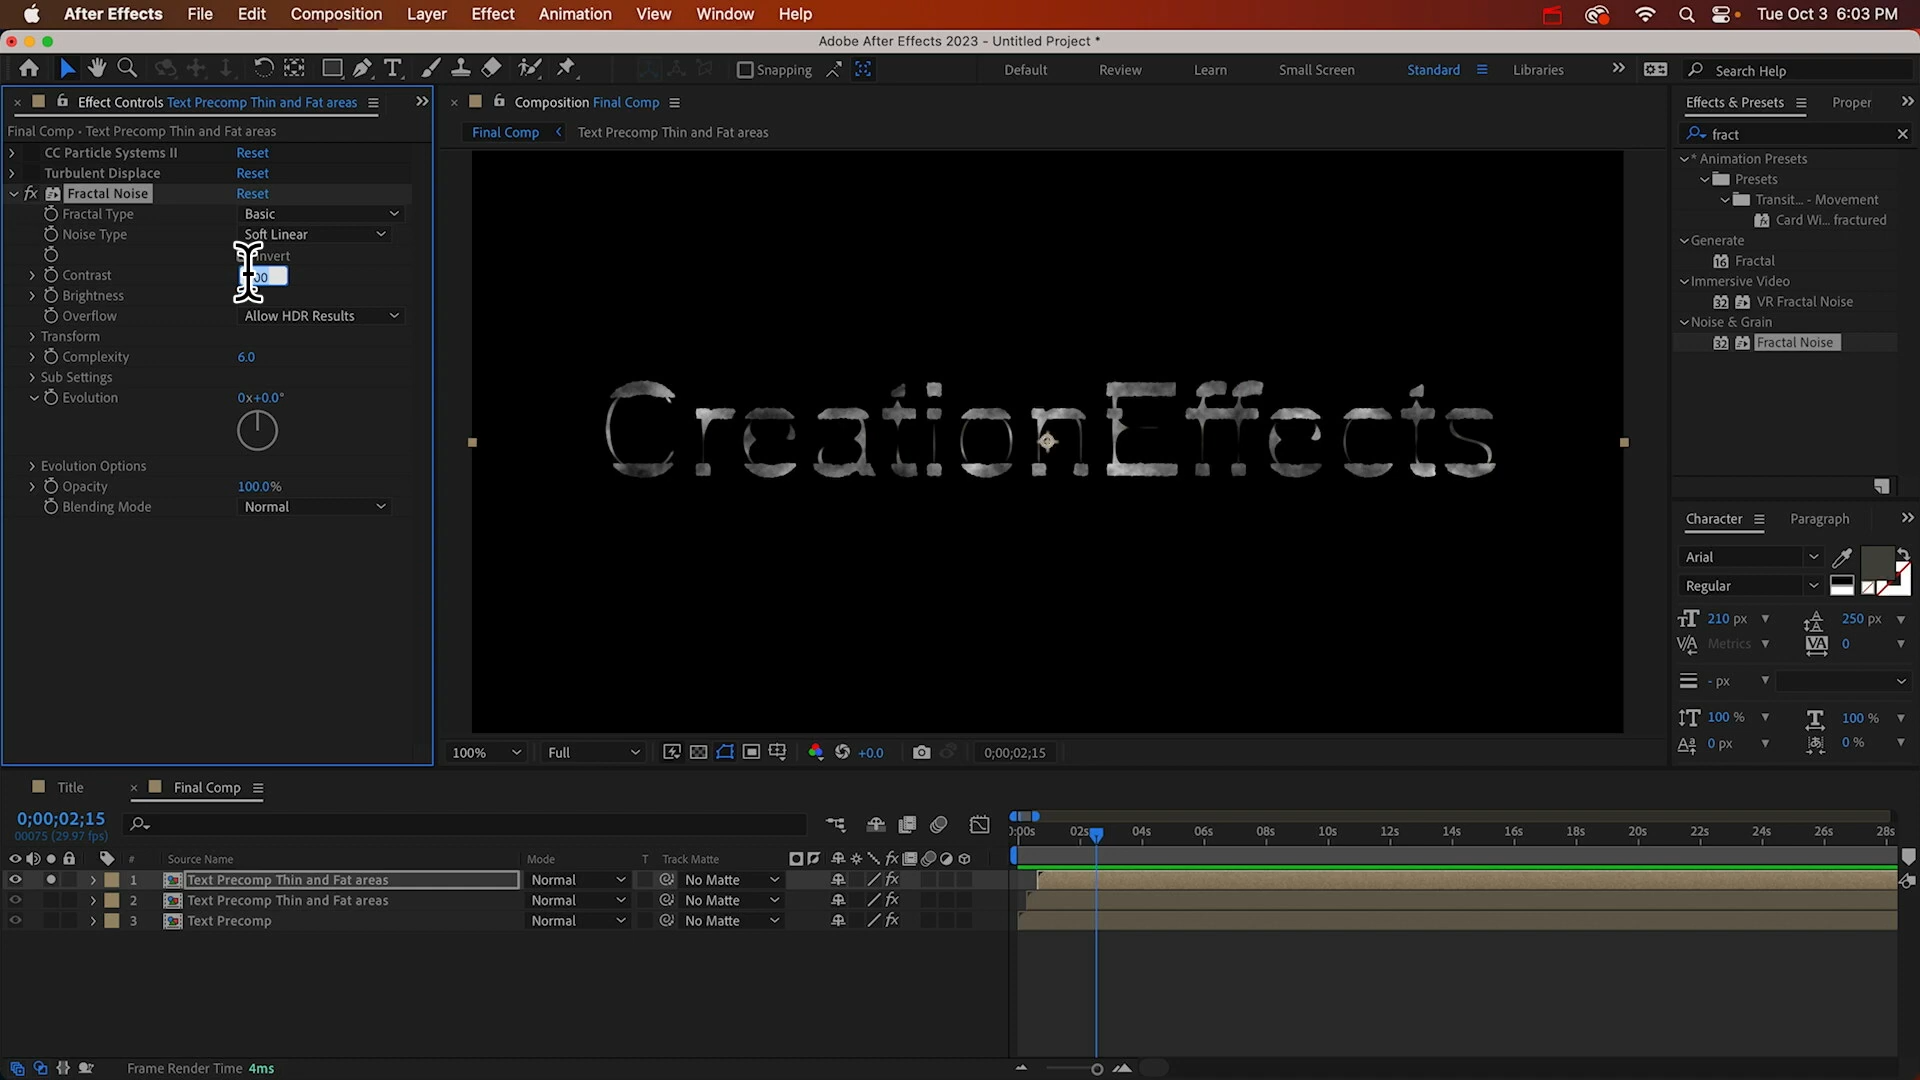 After Effects File Edit Composition Layer Effect Animation View Window Help
Tue Oct 3 6:03 PM
Adobe After Effects 2023 - Untitled Project *
Snapping
Default Review Learn Small Screen Standard Libraries
Search Help
Effect Controls Text Precomp Thin and Fat areas
Final Comp • Text Precomp Thin and Fat areas
CC Particle Systems II Reset
Turbulent Displace Reset
fx Fractal Noise Reset
Fractal Type Basic
Noise Type Soft Linear
Contrast
Brightness
Overflow Allow HDR Results
Transform
Complexity 6.0
Sub Settings
Evolution 0x+0.0°
Evolution Options
Opacity 100.0%
Blending Mode Normal
Composition Final Comp
Final Comp Text Precomp Thin and Fat areas
CreationEffects
100% Full +0.0 0;00;02;15
Effects & Presets Proper
fract
* Animation Presets
Presets
Transit... - Movement
Card Wi... fractured
Generate
16 Fractal
Immersive Video
32 VR Fractal Noise
Noise & Grain
32 Fractal Noise
Character Paragraph
Arial
Regular
210 px 250 px
Metrics 0
- px
100 % 100 %
0 px 0 %
Title Final Comp
0;00;02;15
00075 (29.97 fps)
# Source Name Mode T Track Matte
1 Text Precomp Thin and Fat areas Normal No Matte
2 Text Precomp Thin and Fat areas Normal No Matte
3 Text Precomp Normal No Matte
02s 04s 06s 08s 10s 12s 14s 16s 18s 20s 22s 24s 26s 28s
Frame Render Time 4ms